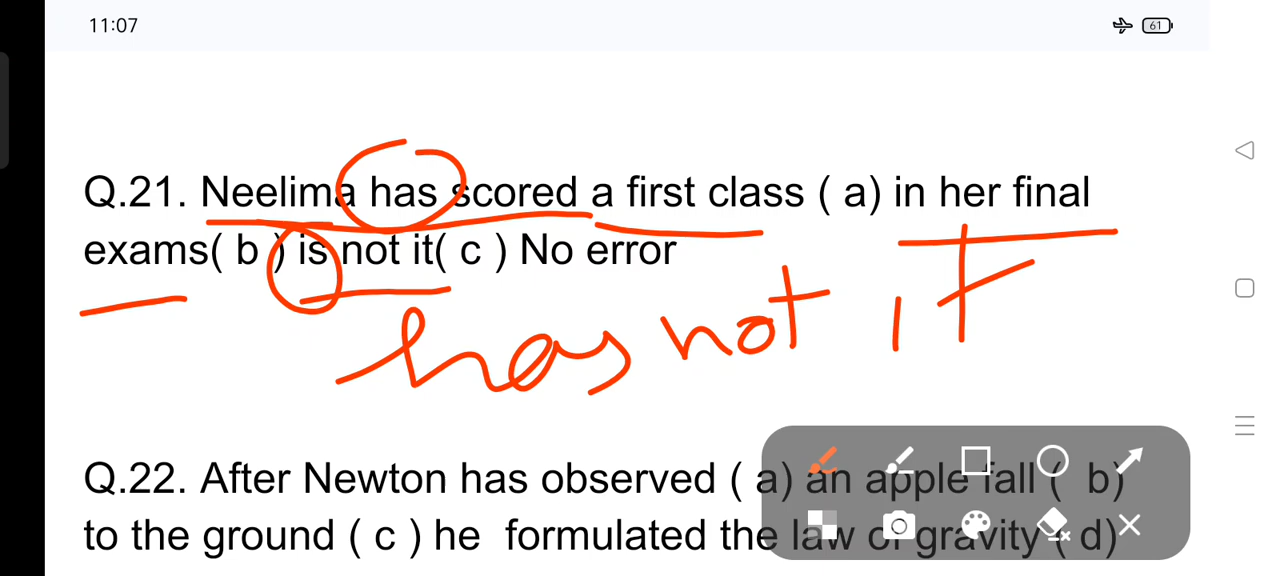 11:07
61
Q.21. Neelima has scored a first class ( a) in her final
exams( b ) is not it( c ) No error
has not it
Q.22. After Newton has observed ( a) an apple fall ( b)
to the ground ( c ) he formulated the law of gravity ( d)